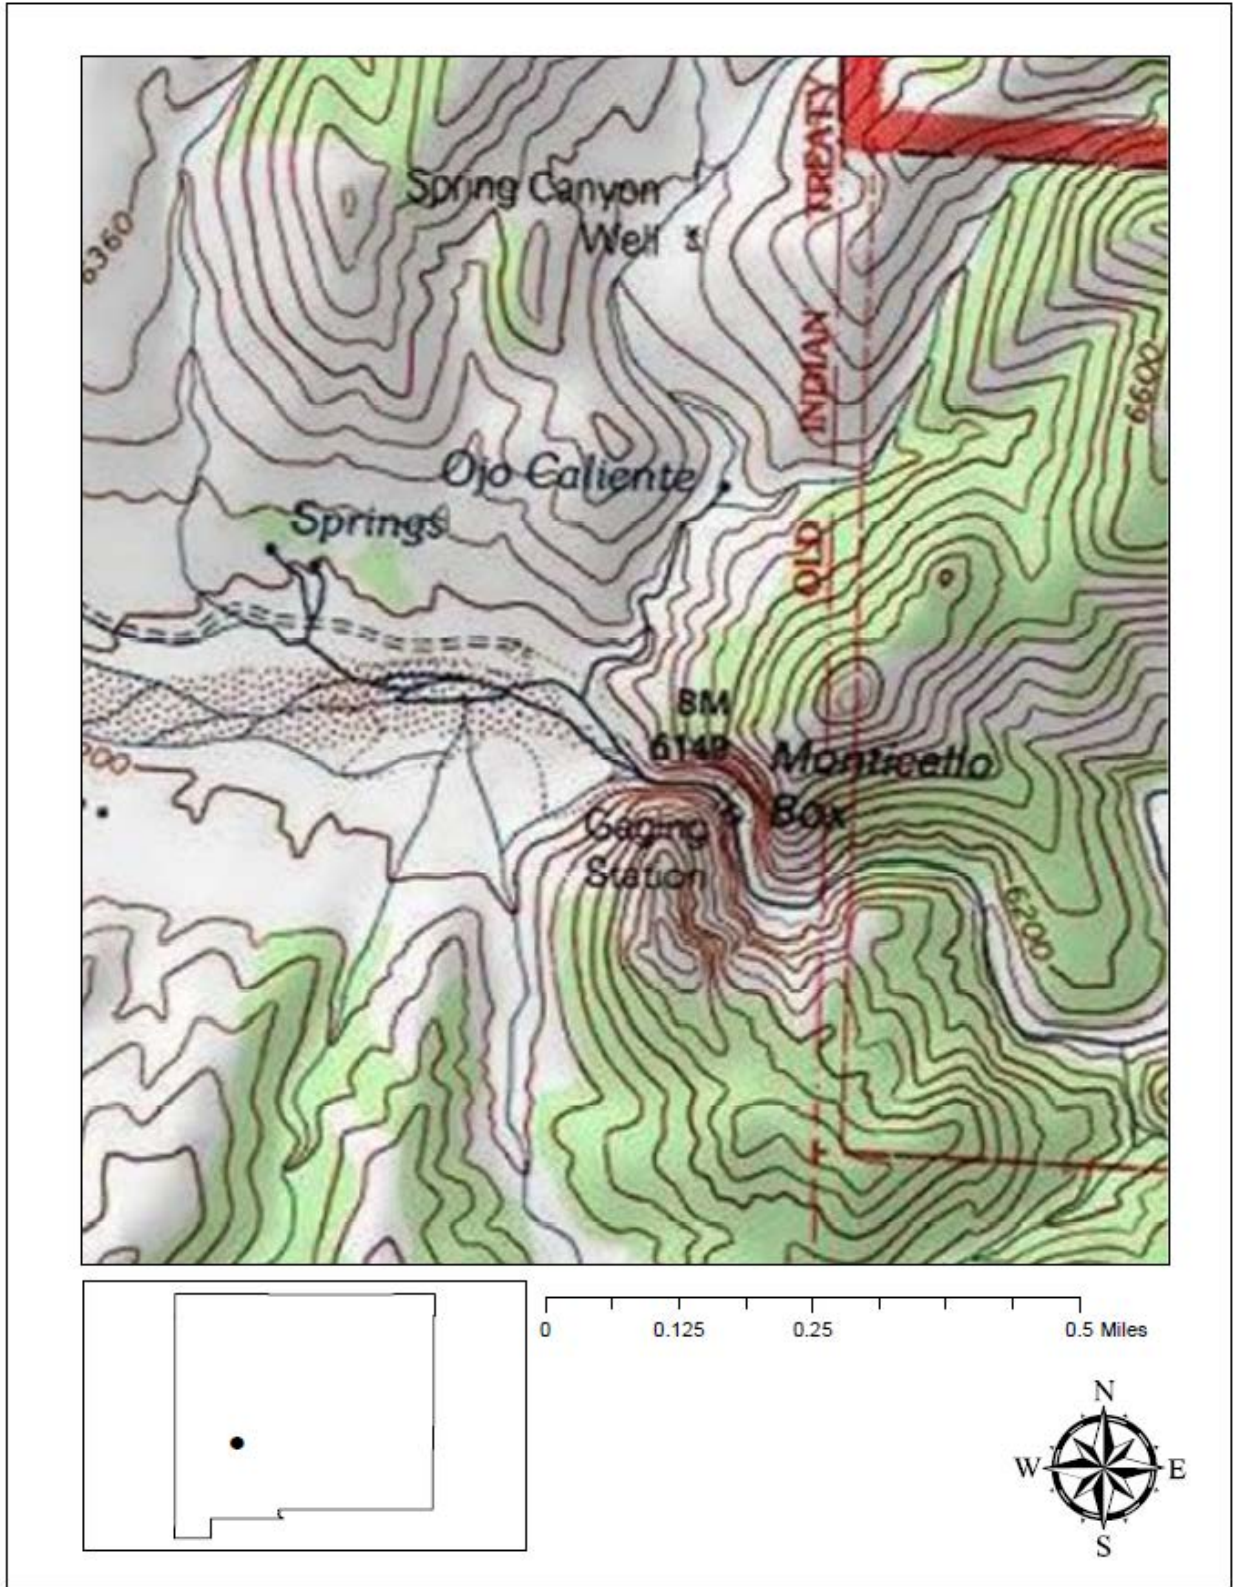 TREATY
Spring Canyon
Well
6360
INDIAN
6600
Ojo Caliente
Springs
OLD
BM
6149
Monticello
Box
Gaging
Station
6200
0
0.125
0.25
0.5 Miles
N
W
E
S